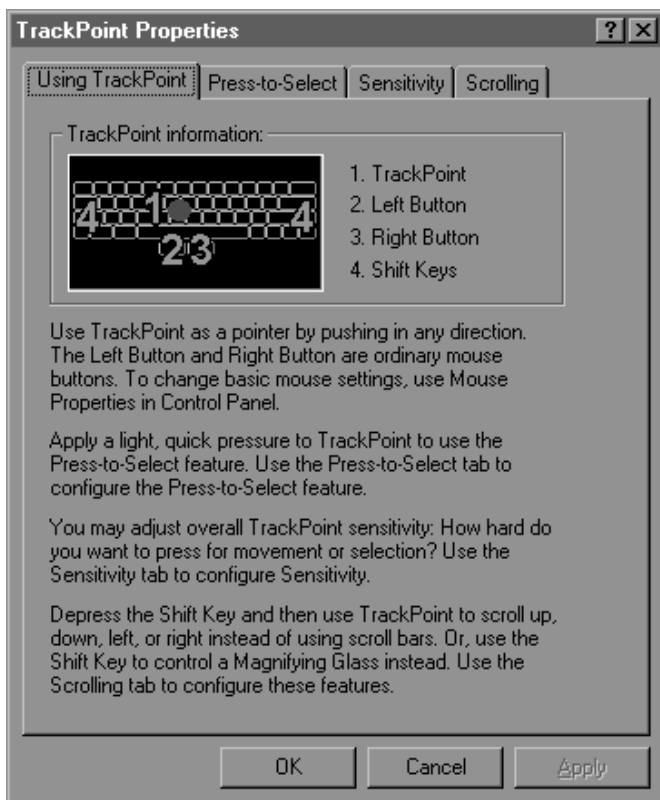 TrackPoint Properties
Using TrackPoint
Press-to-Select
Sensitivity
Scrolling
TrackPoint information:
1
2
3
4
4
1. TrackPoint
2. Left Button
3. Right Button
4. Shift Keys
Use TrackPoint as a pointer by pushing in any direction.
The Left Button and Right Button are ordinary mouse
buttons. To change basic mouse settings, use Mouse
Properties in Control Panel.
Apply a light, quick pressure to TrackPoint to use the
Press-to-Select feature. Use the Press-to-Select tab to
configure the Press-to-Select feature.
You may adjust overall TrackPoint sensitivity: How hard do
you want to press for movement or selection? Use the
Sensitivity tab to configure Sensitivity.
Depress the Shift Key and then use TrackPoint to scroll up,
down, left, or right instead of using scroll bars. Or, use the
Shift Key to control a Magnifying Glass instead. Use the
Scrolling tab to configure these features.
OK
Cancel
Apply